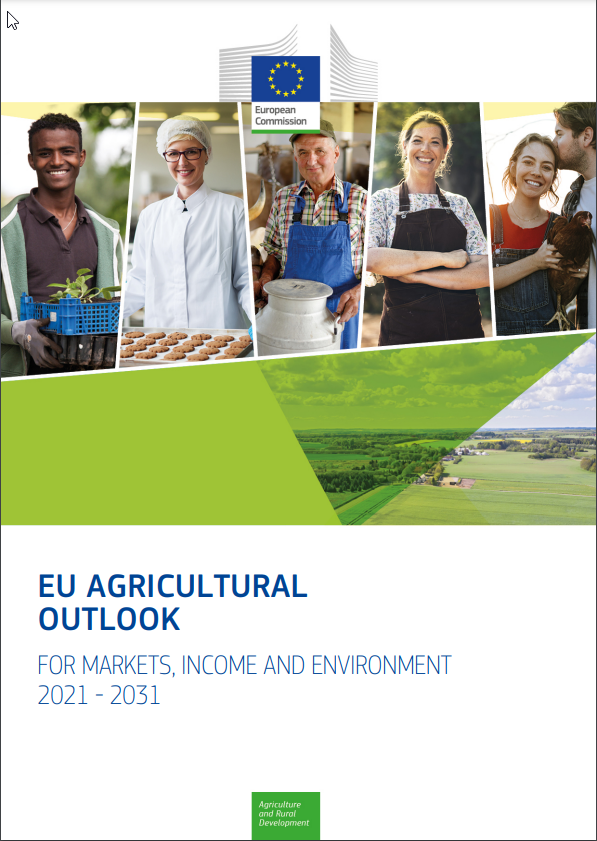 European
Commission
EU AGRICULTURAL
OUTLOOK
FOR MARKETS, INCOME AND ENVIRONMENT
2021 - 2031
Agriculture
and Rural
Development